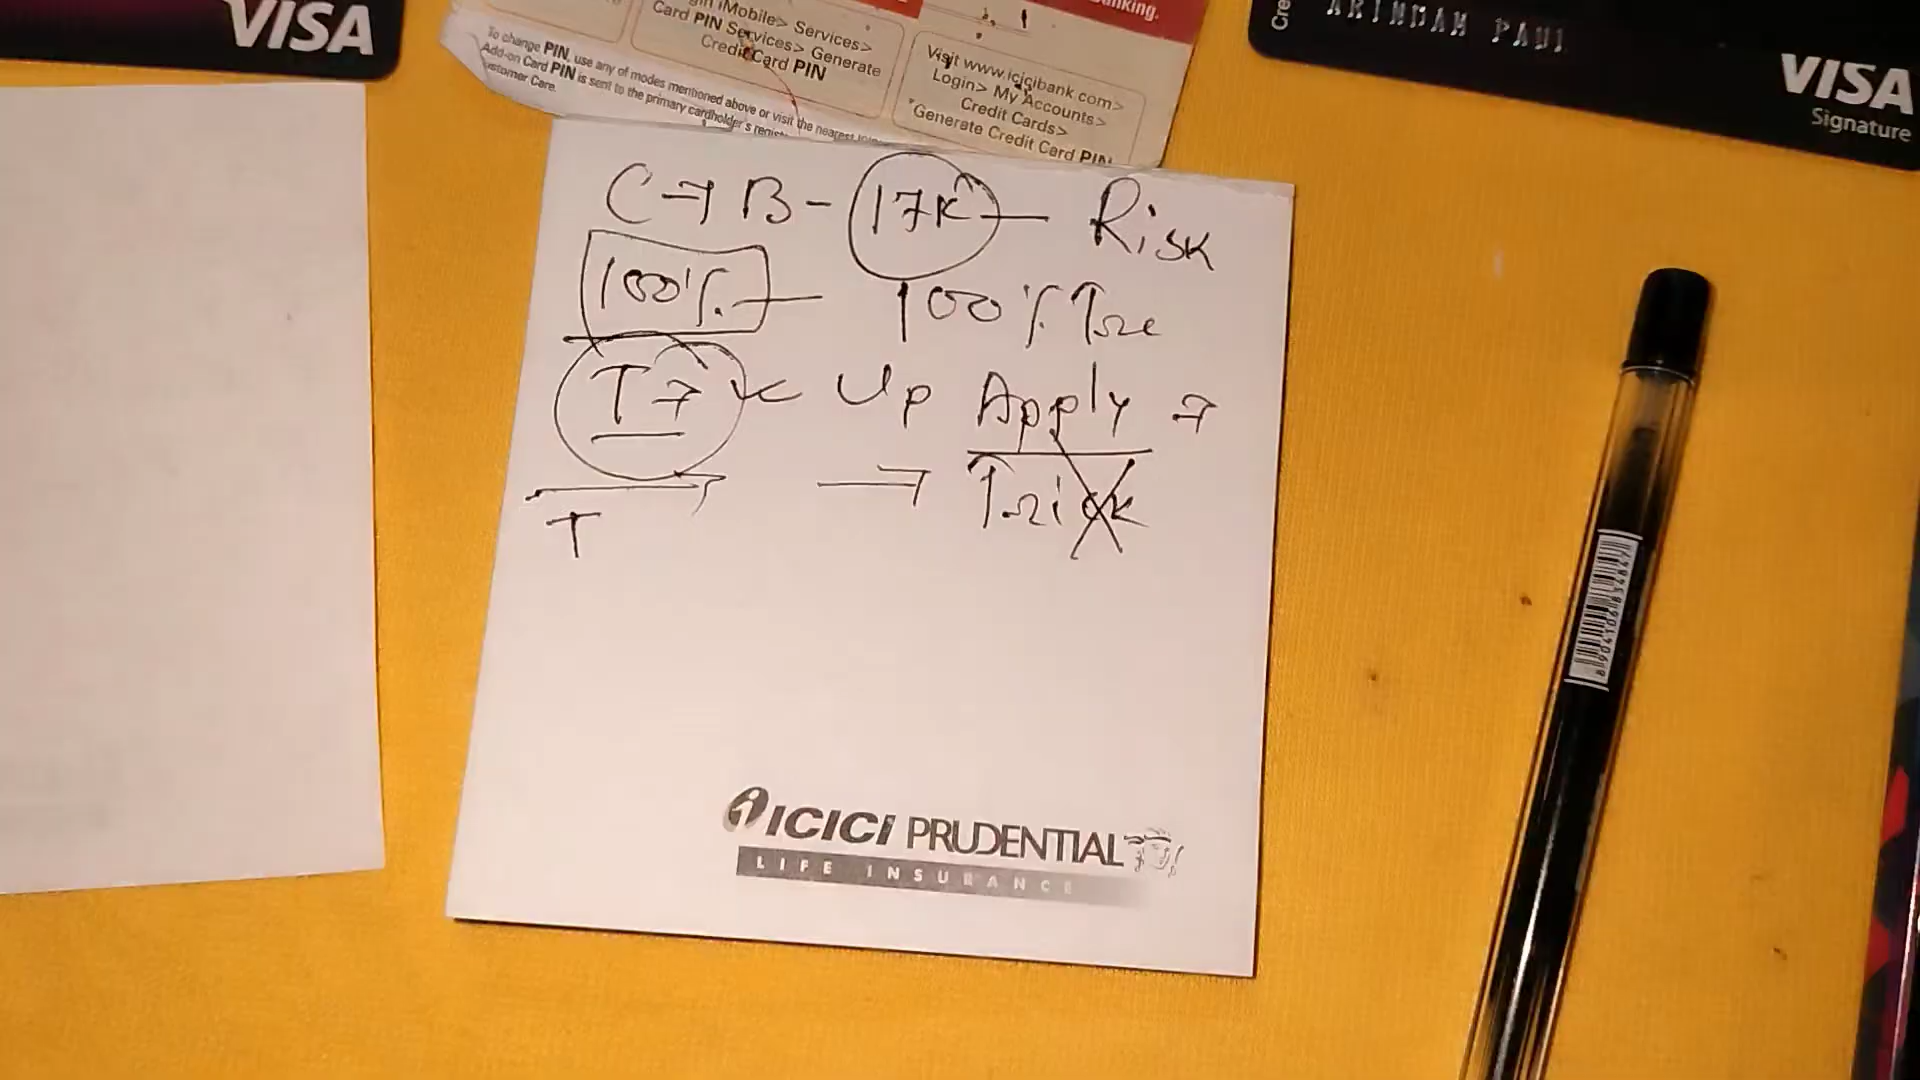 VISA
iMobile> Services>
Card PIN Services> Generate
Credit Card PIN
To change PIN, use any of modes mentioned above or visit the nearest
Add-on Card PIN is sent to the primary cardholder's
Customer Care.
Visit www.icicibank.com>
Login> My Accounts>
Credit Cards>
*Generate Credit Card PIN
ARINDAM PAUL
VISA
Signature
C → B - 17K - Risk
100% - 100%
T → Up Apply →
→ Trick
T
ICICI PRUDENTIAL
LIFE INSURANCE